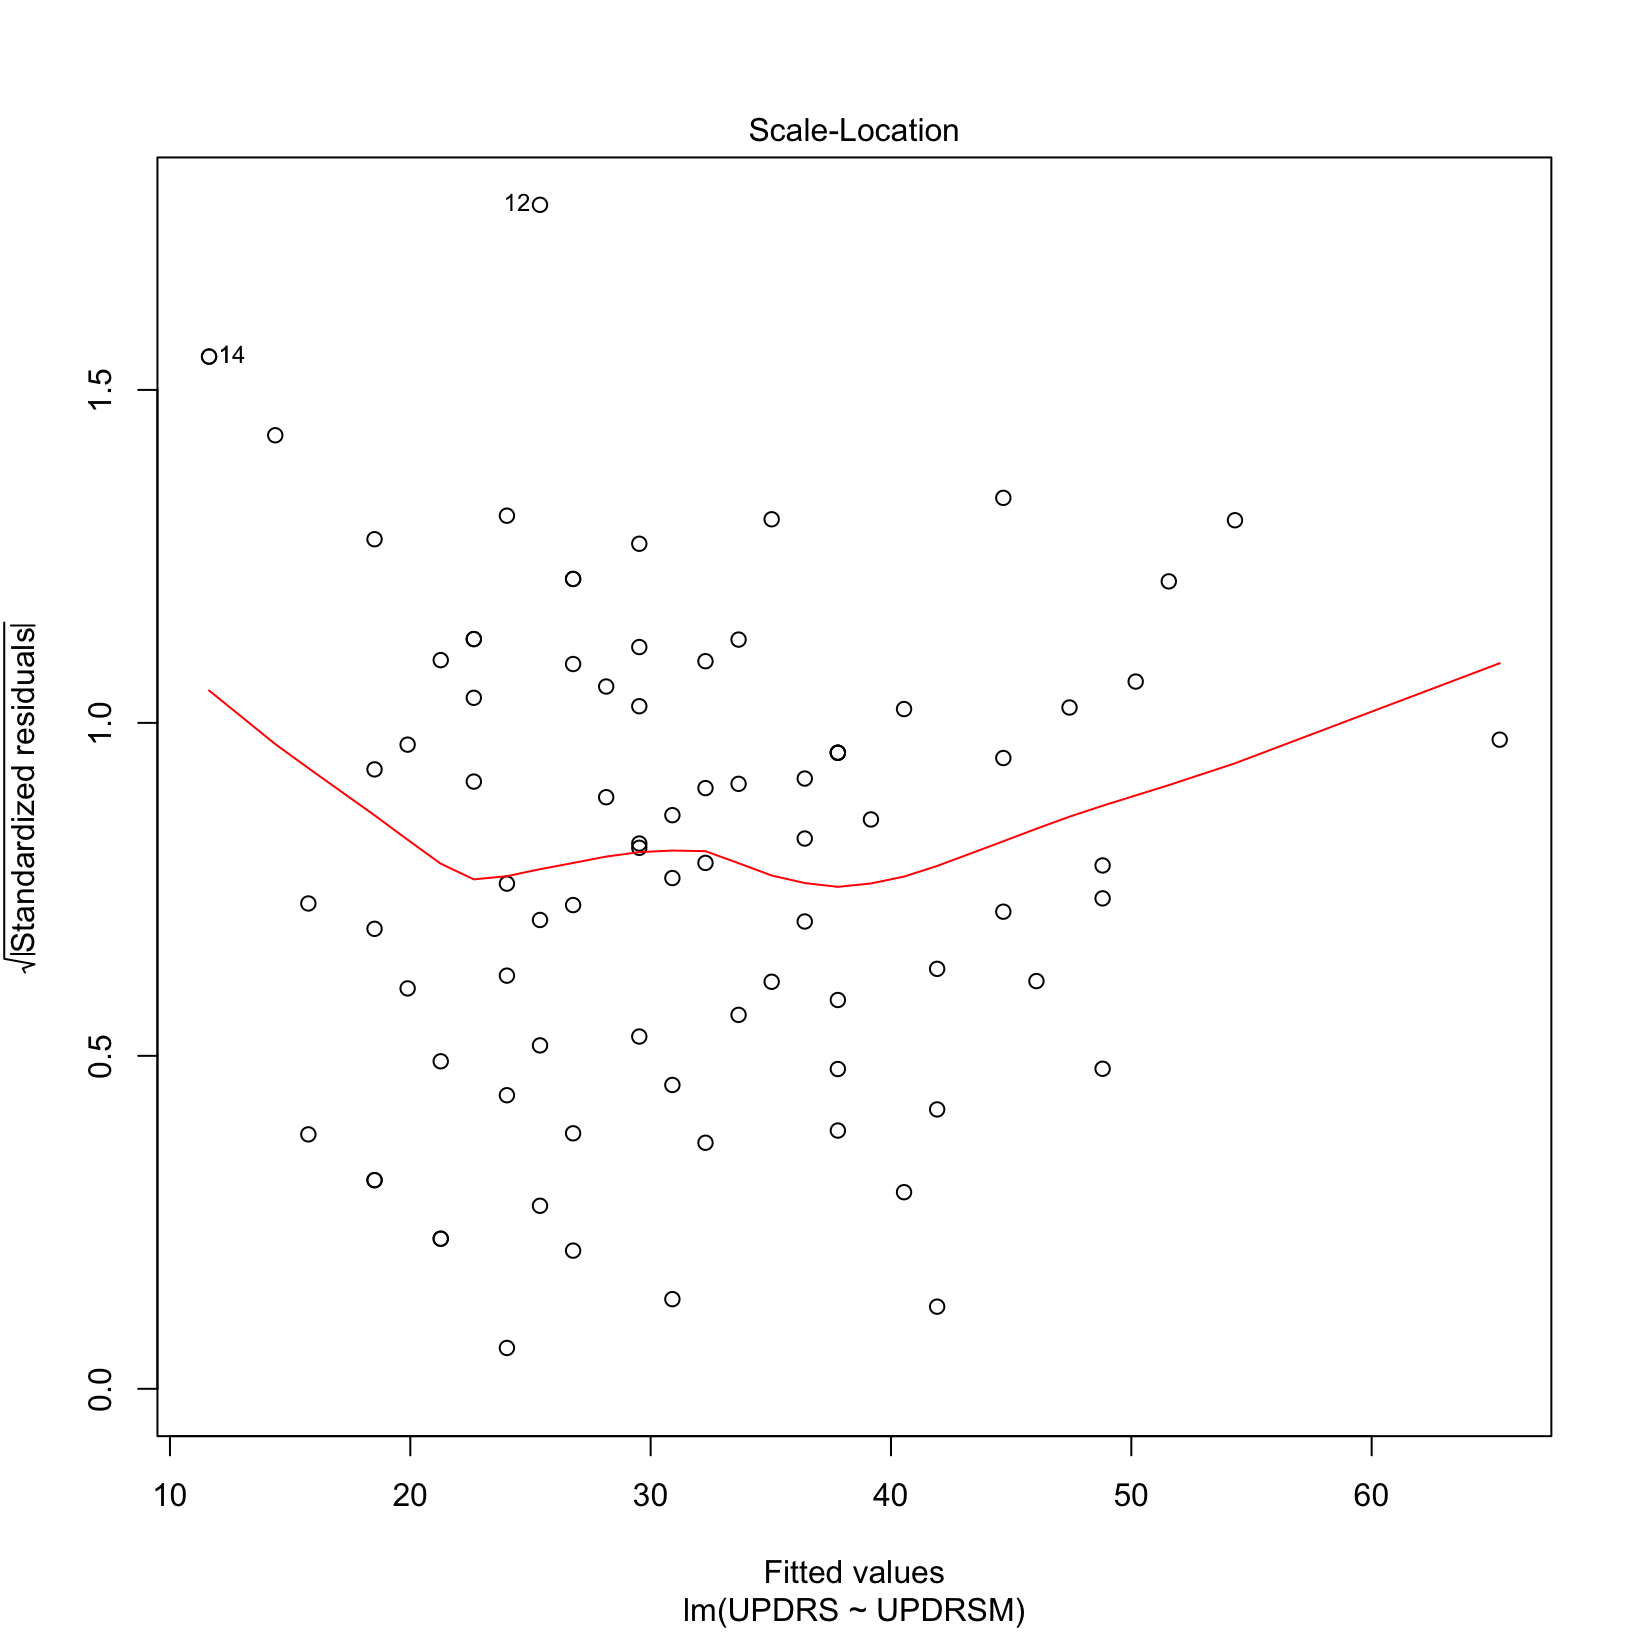 Scale-Location
12
14
√|Standardized residuals|
1.5
1.0
0.5
0.0
10 20 30 40 50 60
Fitted values
lm(UPDRS ~ UPDRSM)